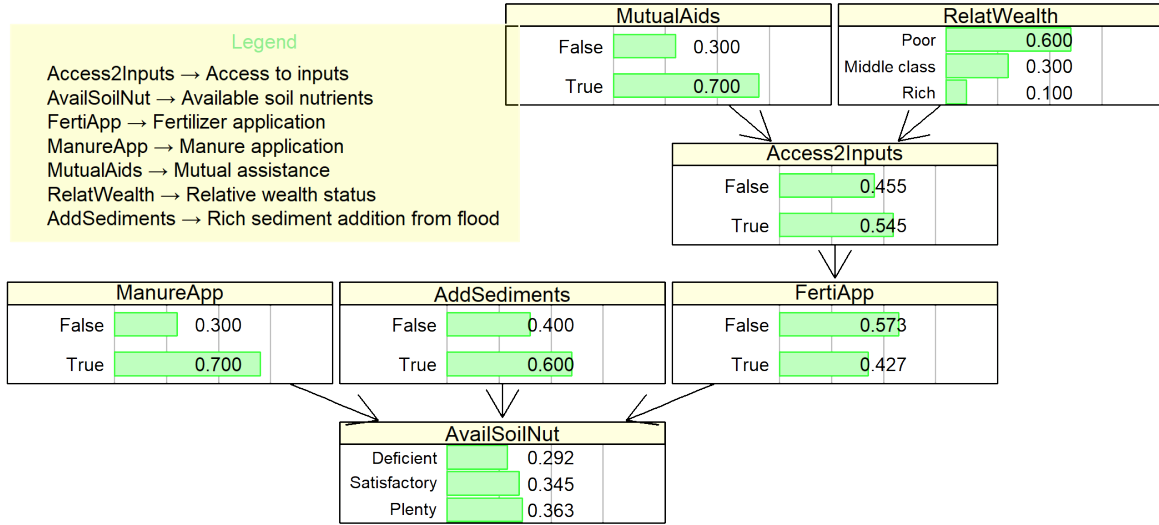 Legend
Access2Inputs → Access to inputs
AvailSoilNut → Available soil nutrients
FertiApp → Fertilizer application
ManureApp → Manure application
MutualAids → Mutual assistance
RelatWealth → Relative wealth status
AddSediments → Rich sediment addition from flood
MutualAids
False 0.300
True 0.700
RelatWealth
Poor 0.600
Middle class 0.300
Rich 0.100
Access2Inputs
False 0.455
True 0.545
ManureApp
False 0.300
True 0.700
AddSediments
False 0.400
True 0.600
FertiApp
False 0.573
True 0.427
AvailSoilNut
Deficient 0.292
Satisfactory 0.345
Plenty 0.363